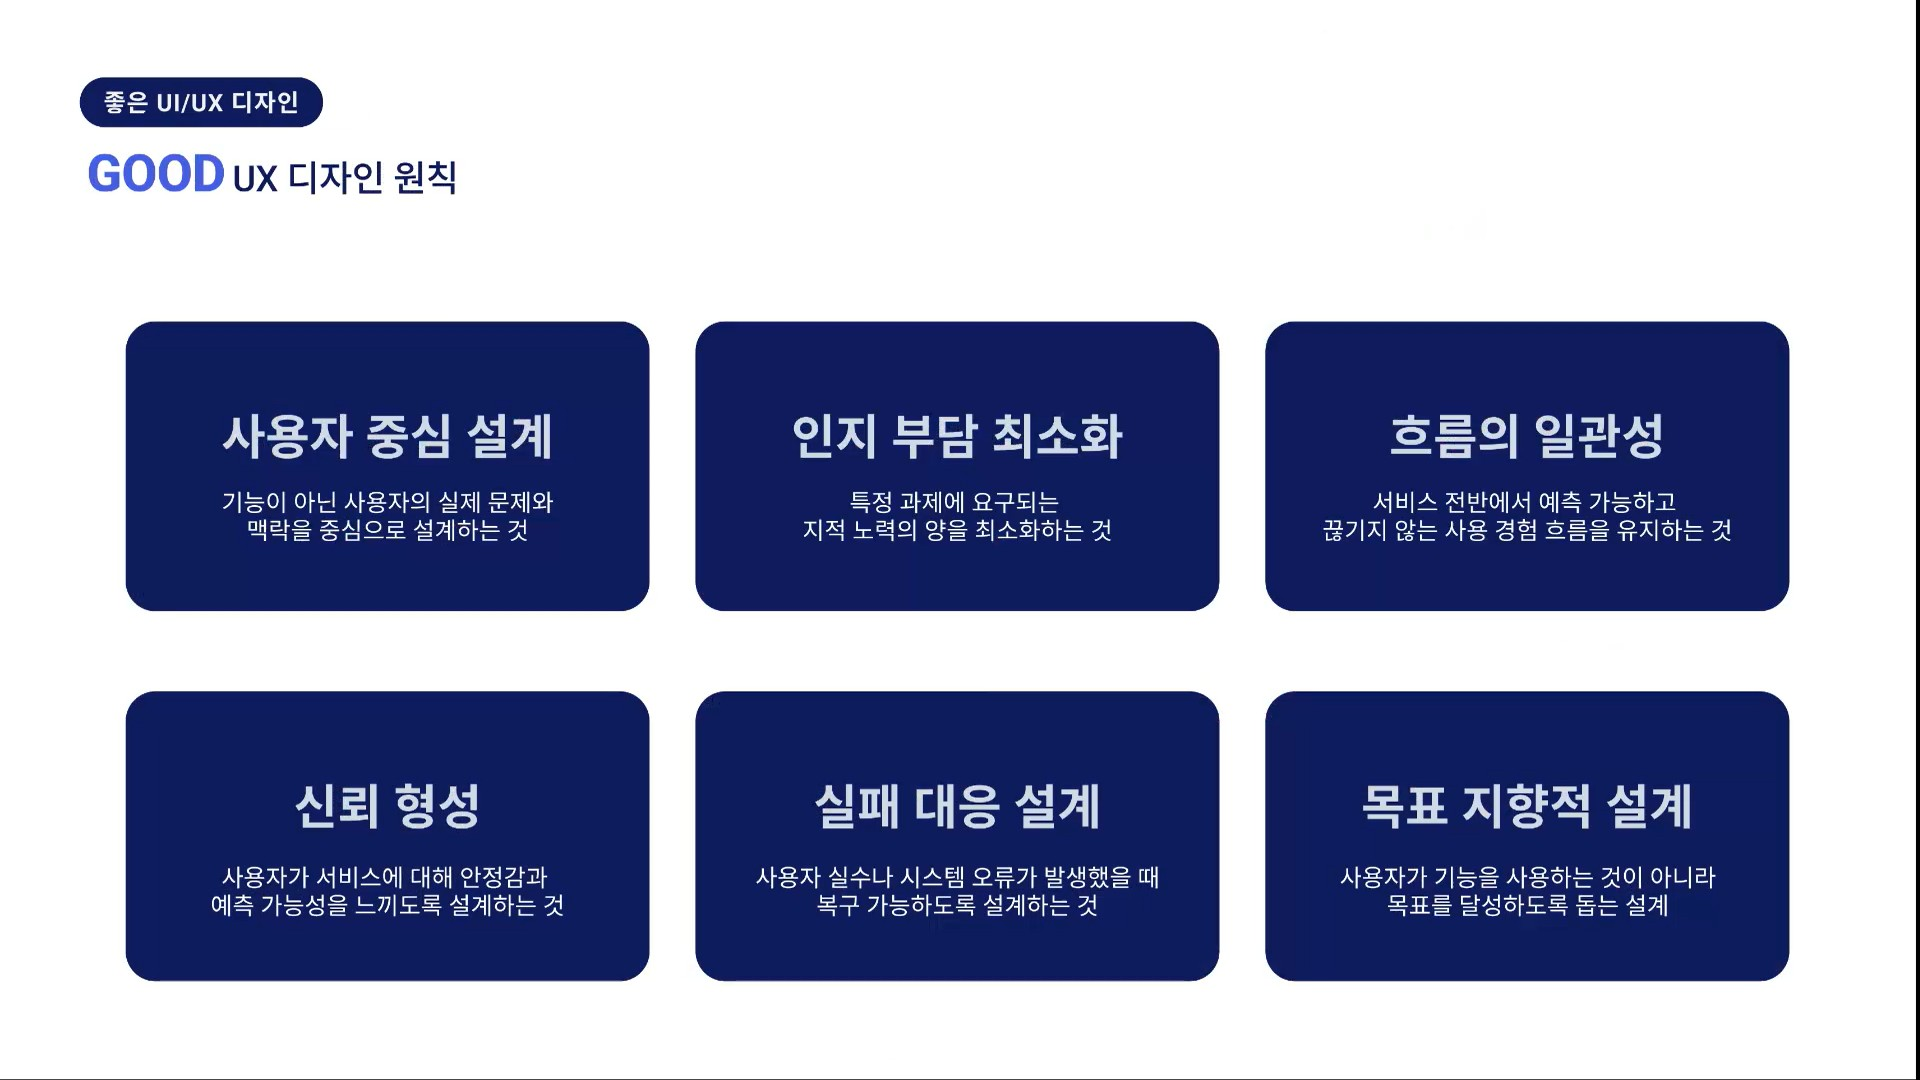 좋은 UI/UX 디자인
GOOD UX 디자인 원칙
사용자 중심 설계
기능이 아닌 사용자의 실제 문제와
맥락을 중심으로 설계하는 것
인지 부담 최소화
특정 과제에 요구되는
지적 노력의 양을 최소화하는 것
흐름의 일관성
서비스 전반에서 예측 가능하고
끊기지 않는 사용 경험 흐름을 유지하는 것
신뢰 형성
사용자가 서비스에 대해 안정감과
예측 가능성을 느끼도록 설계하는 것
실패 대응 설계
사용자 실수나 시스템 오류가 발생했을 때
복구 가능하도록 설계하는 것
목표 지향적 설계
사용자가 기능을 사용하는 것이 아니라
목표를 달성하도록 돕는 설계